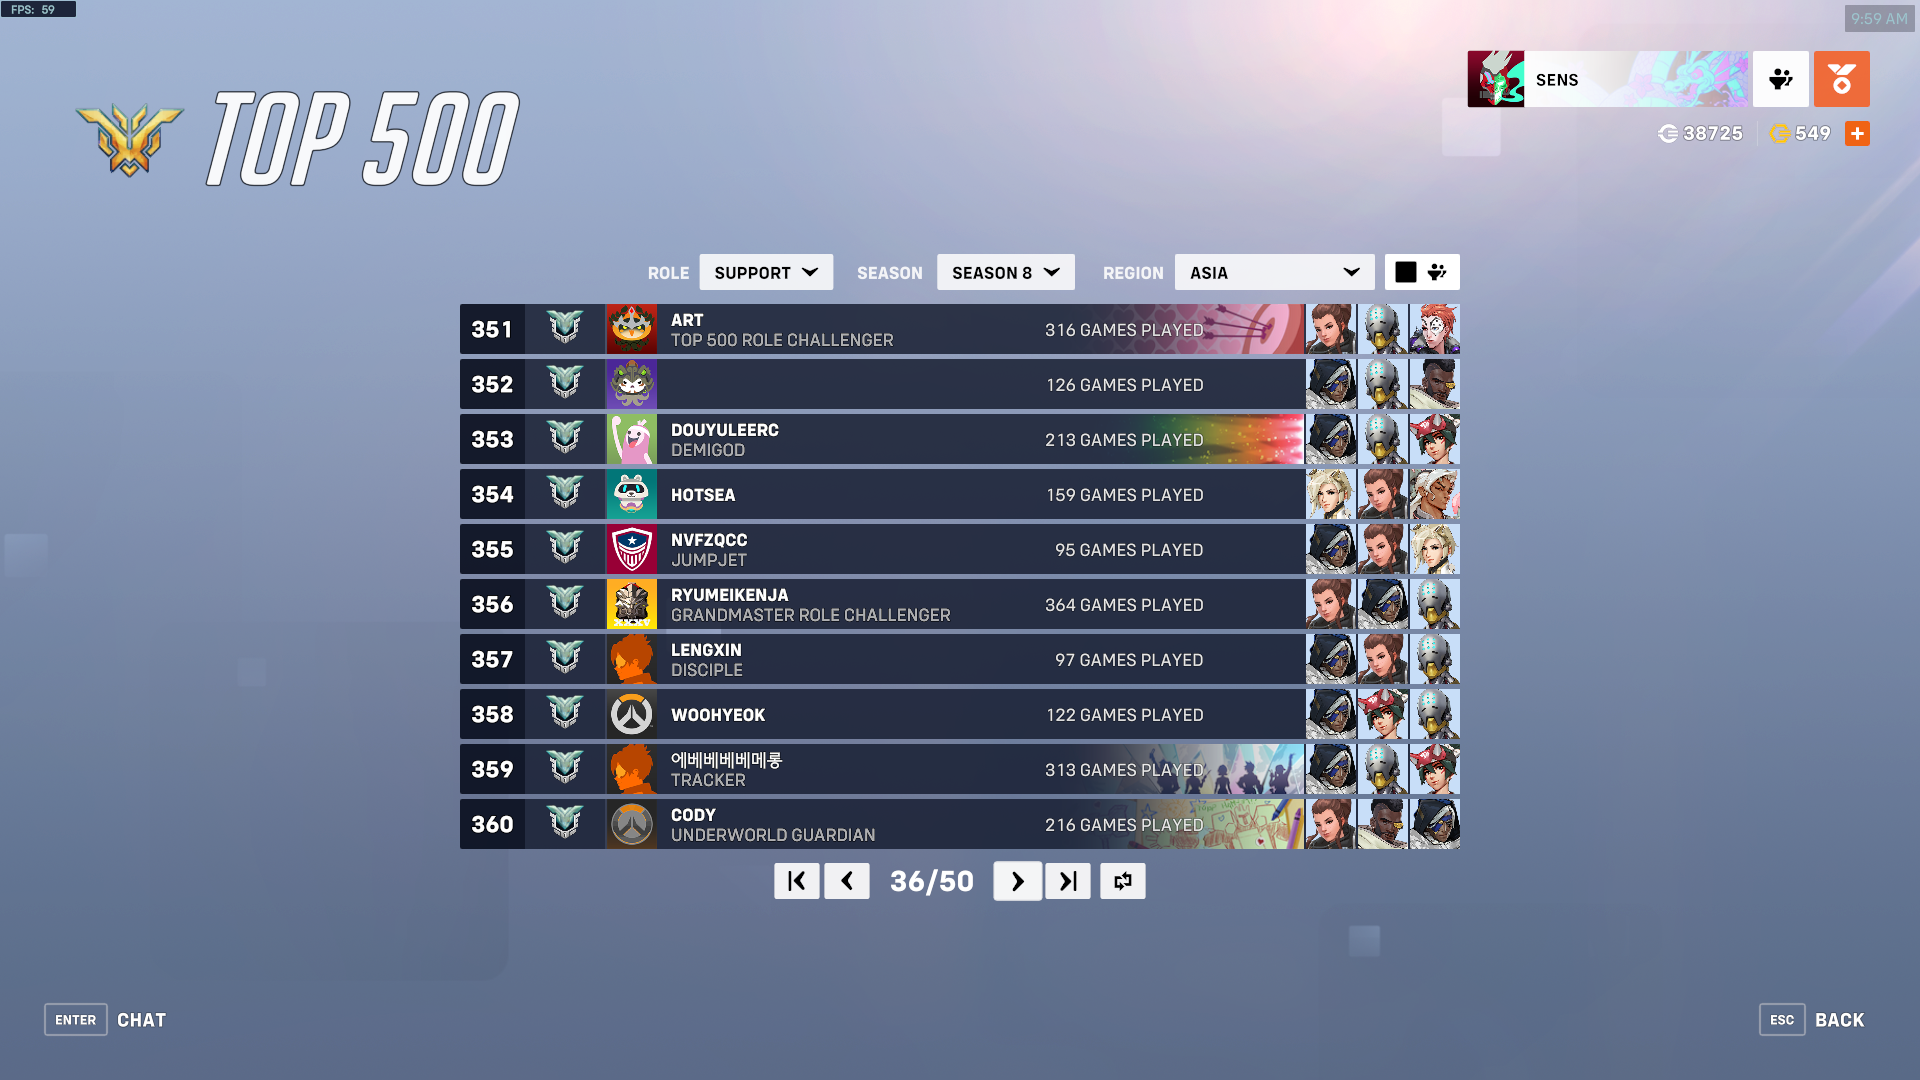 FPS: 59
9:59 AM
TOP 500
SENS
38725 549
ROLE SUPPORT SEASON SEASON 8 REGION ASIA
351 ART 316 GAMES PLAYED
TOP 500 ROLE CHALLENGER
352 126 GAMES PLAYED
353 DOUYULEERC 213 GAMES PLAYED
DEMIGOD
354 HOTSEA 159 GAMES PLAYED
355 NVFZQCC 95 GAMES PLAYED
JUMPJET
356 RYUMEIKENJA 364 GAMES PLAYED
GRANDMASTER ROLE CHALLENGER
357 LENGXIN 97 GAMES PLAYED
DISCIPLE
358 WOOHYEOK 122 GAMES PLAYED
359 에베베베베메롱 313 GAMES PLAYED
TRACKER
360 CODY 216 GAMES PLAYED
UNDERWORLD GUARDIAN
36/50
ENTER CHAT
ESC BACK